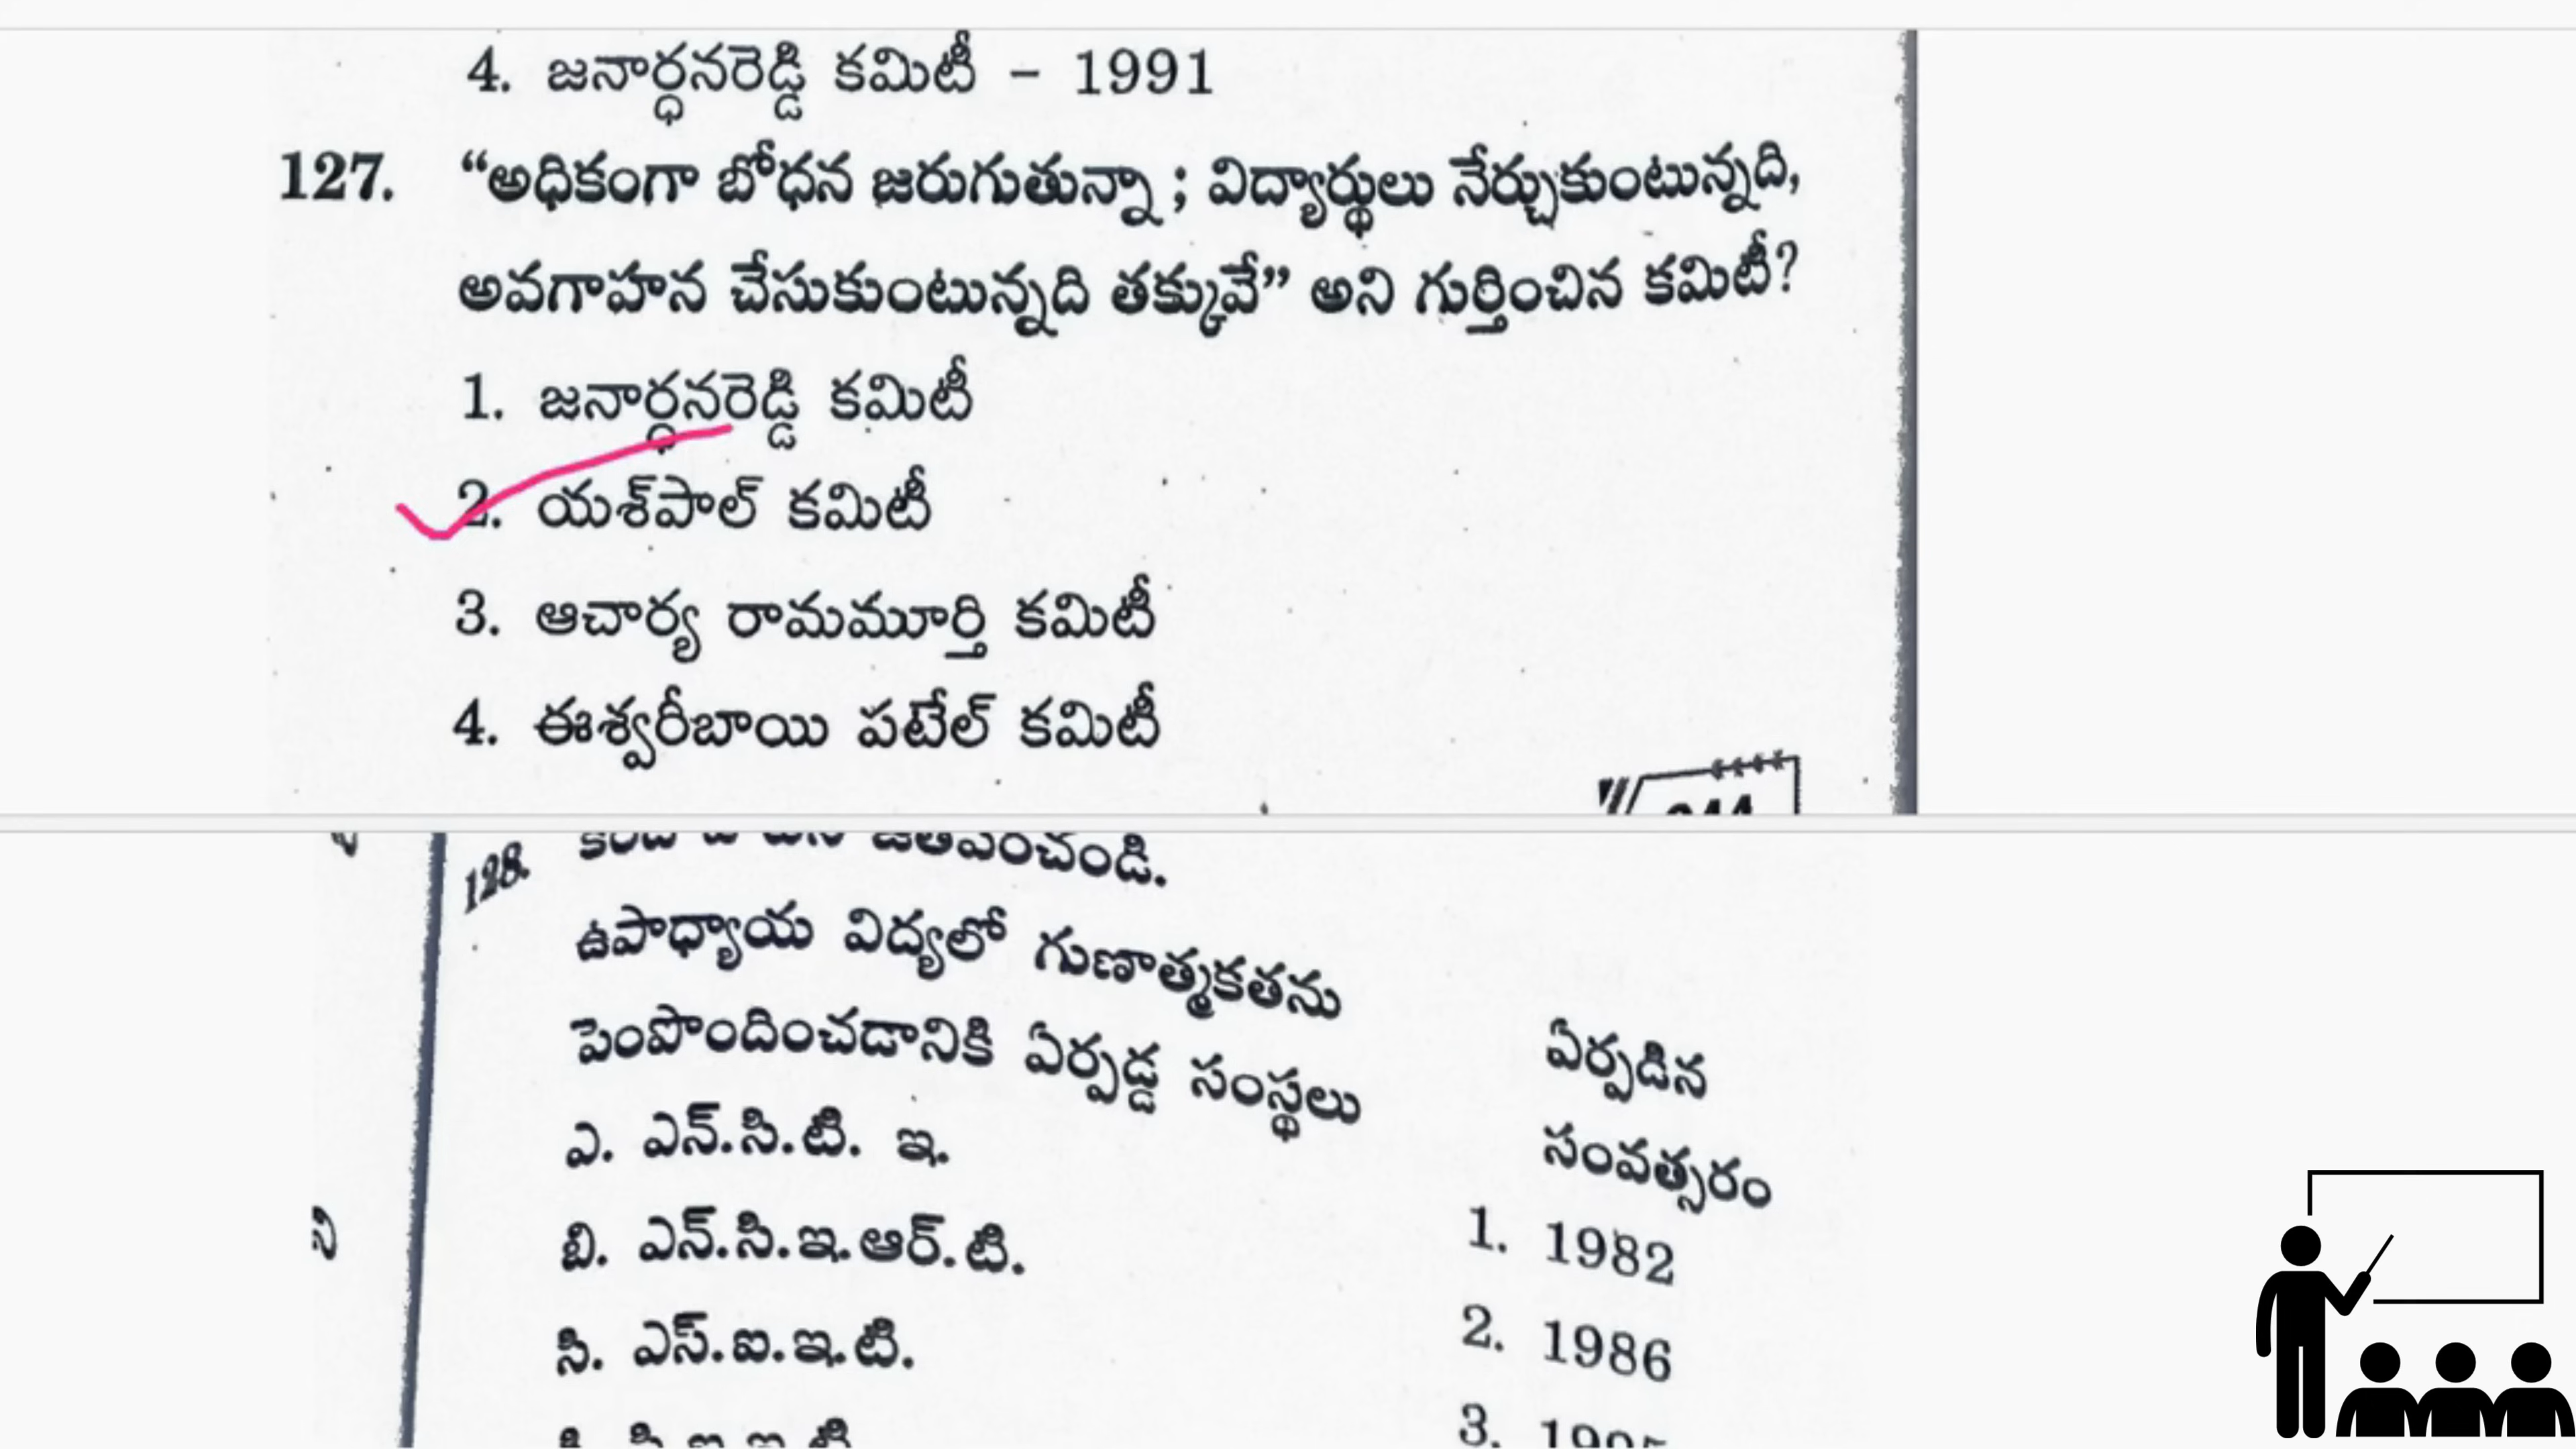 4. జనార్ధనరెడ్డి కమిటీ - 1991
127. “అధికంగా బోధన జరుగుతున్నా ; విద్యార్థులు నేర్చుకుంటున్నది,
అవగాహన చేసుకుంటున్నది తక్కువే” అని గుర్తించిన కమిటీ?
1. జనార్ధనరెడ్డి కమిటీ
2. యశ్‌పాల్ కమిటీ
3. ఆచార్య రామమూర్తి కమిటీ
4. ఈశ్వరీబాయి పటేల్ కమిటీ
128. జతపరచండి.
ఉపాధ్యాయ విద్యలో గుణాత్మకతను
పెంపొందించడానికి ఏర్పడ్డ సంస్థలు
ఏర్పడిన
సంవత్సరం
ఎ. ఎన్.సి.టి. ఇ.
1. 1982
బి. ఎన్.సి.ఇ.ఆర్.టి.
2. 1986
సి. ఎస్.ఐ.ఇ.టి.
3.